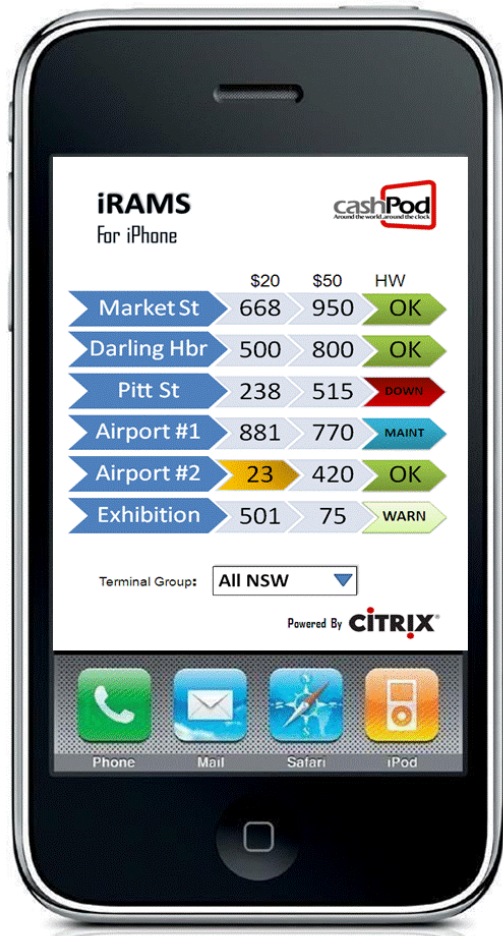 iRAMS
For iPhone
cashPod
Around the world..around the clock
$20 $50 HW
Market St 668 950 OK
Darling Hbr 500 800 OK
Pitt St 238 515 DOWN
Airport #1 881 770 MAINT
Airport #2 23 420 OK
Exhibition 501 75 WARN
Terminal Group: All NSW
Powered By CİTRIX®
Phone Mail Safari iPod